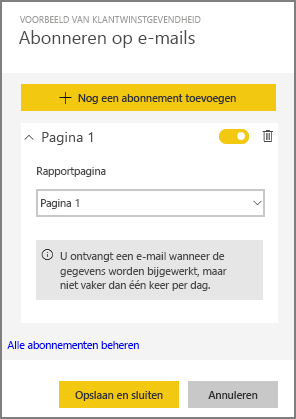 VOORBEELD VAN KLANTWINSTGEVENDHEID
Abonneren op e-mails
Nog een abonnement toevoegen
Pagina 1
Rapportpagina
Pagina 1
U ontvangt een e-mail wanneer de
gegevens worden bijgewerkt, maar
niet vaker dan één keer per dag.
Alle abonnementen beheren
Opslaan en sluiten
Annuleren